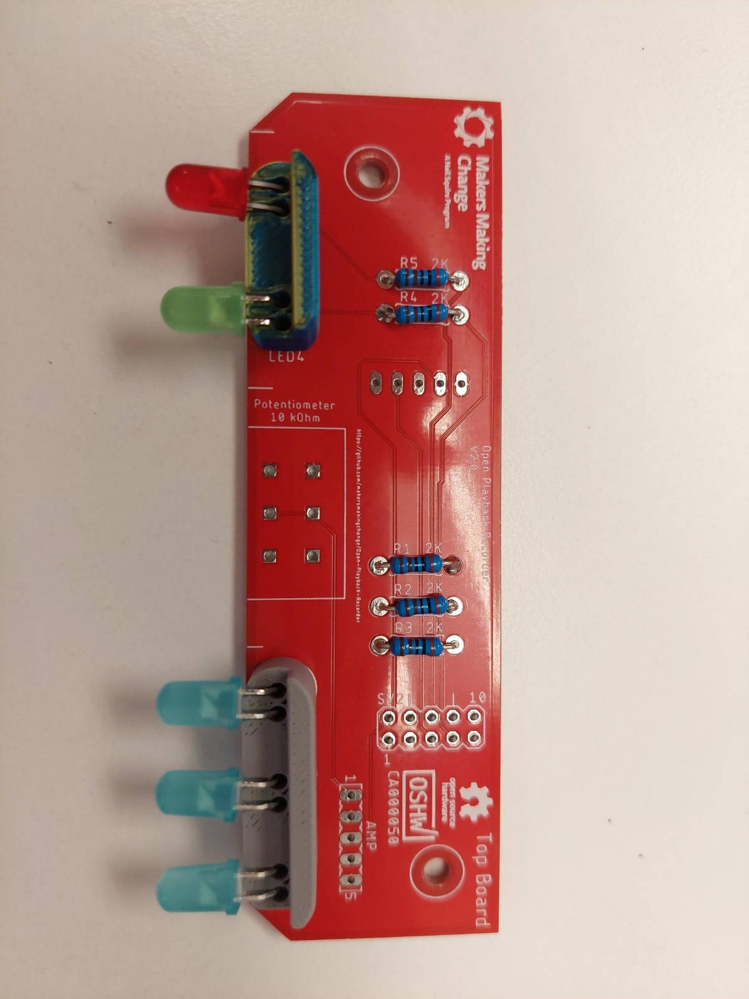 Makers Making
Change
A Neil Squire Program
R5 2K
R4 2K
LED4
Potentiometer
10 kOhm
https://github.com/makersmakingchange/Open-Playback-Recorder
Open Playback Recorder
V2.0
R1 2K
R2 2K
R3 2K
10
1
CA000050
OSHW
open source
hardware
Top Board
1
AMP
5